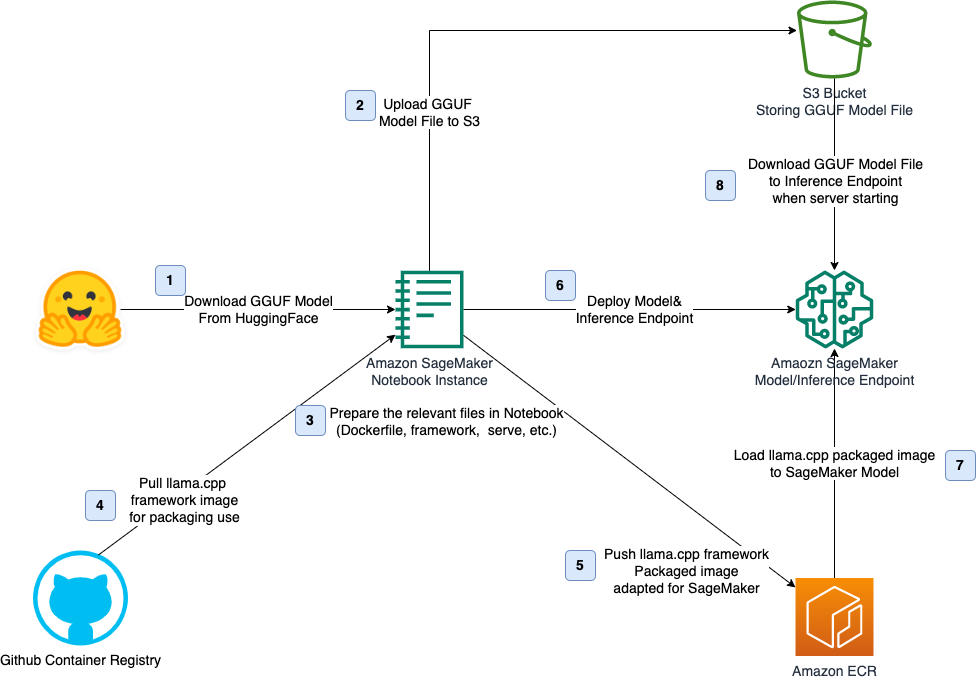 S3 Bucket
Storing GGUF Model File
2
Upload GGUF
Model File to S3
8
Download GGUF Model File
to Inference Endpoint
when server starting
1
Download GGUF Model
From HuggingFace
6
Deploy Model&
Inference Endpoint
Amazon SageMaker
Notebook Instance
Amaozn SageMaker
Model/Inference Endpoint
3
Prepare the relevant files in Notebook
(Dockerfile, framework, serve, etc.)
Load llama.cpp packaged image
to SageMaker Model
7
4
Pull llama.cpp
framework image
for packaging use
5
Push llama.cpp framework
Packaged image
adapted for SageMaker
Github Container Registry
Amazon ECR